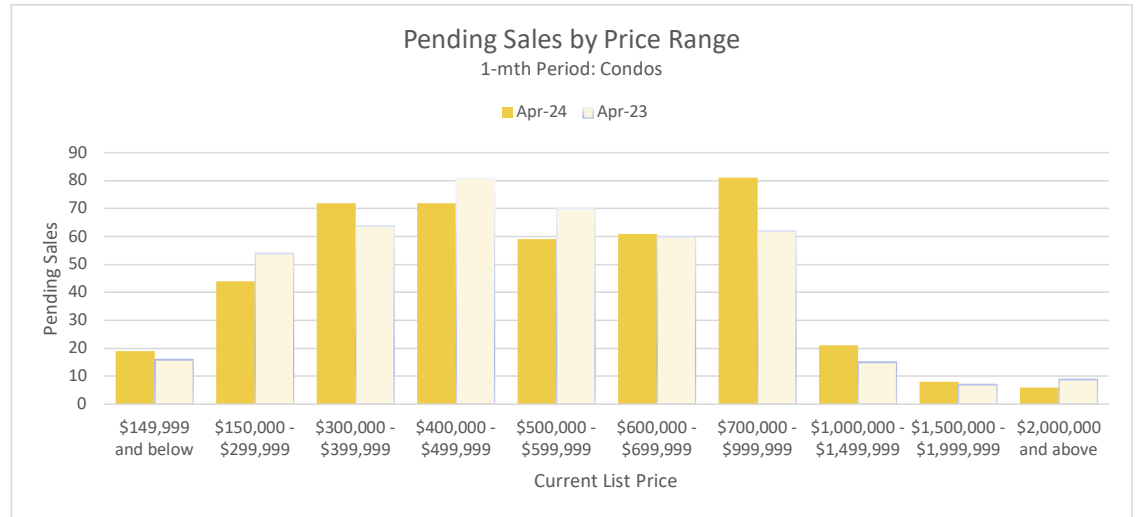 Pending Sales by Price Range
1-mth Period: Condos
Apr-24 Apr-23
Pending Sales
90
80
70
60
50
40
30
20
10
0
$149,999 $150,000 - $300,000 - $400,000 - $500,000 - $600,000 - $700,000 - $1,000,000 - $1,500,000 - $2,000,000
and below $299,999 $399,999 $499,999 $599,999 $699,999 $999,999 $1,499,999 $1,999,999 and above
Current List Price